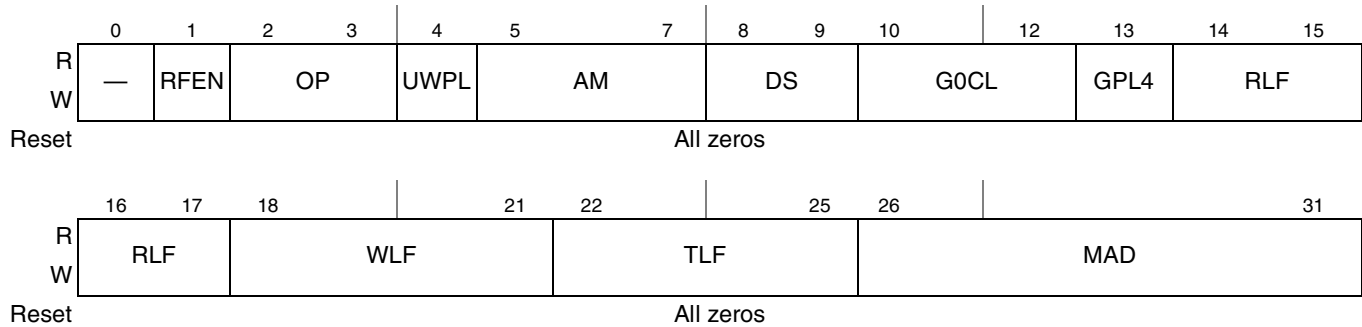 0 1 2 3 4 5 7 8 9 10 12 13 14 15
R
— RFEN OP UWPL AM DS G0CL GPL4 RLF
W
Reset All zeros
16 17 18 21 22 25 26 31
R
RLF WLF TLF MAD
W
Reset All zeros